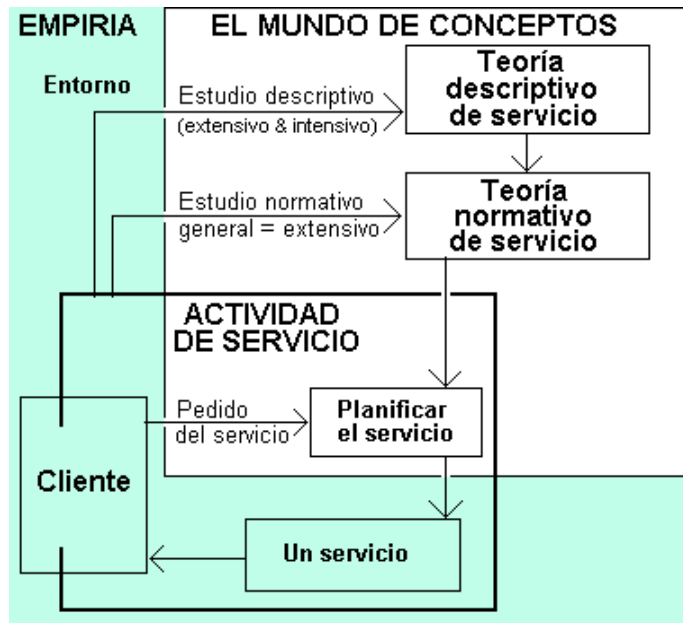 EMPIRIA
EL MUNDO DE CONCEPTOS
Entorno
Estudio descriptivo
(extensivo & intensivo)
Teoría
descriptivo
de servicio
Estudio normativo
general = extensivo
Teoría
normativo
de servicio
ACTIVIDAD
DE SERVICIO
Pedido
del servicio
Planificar
el servicio
Cliente
Un servicio